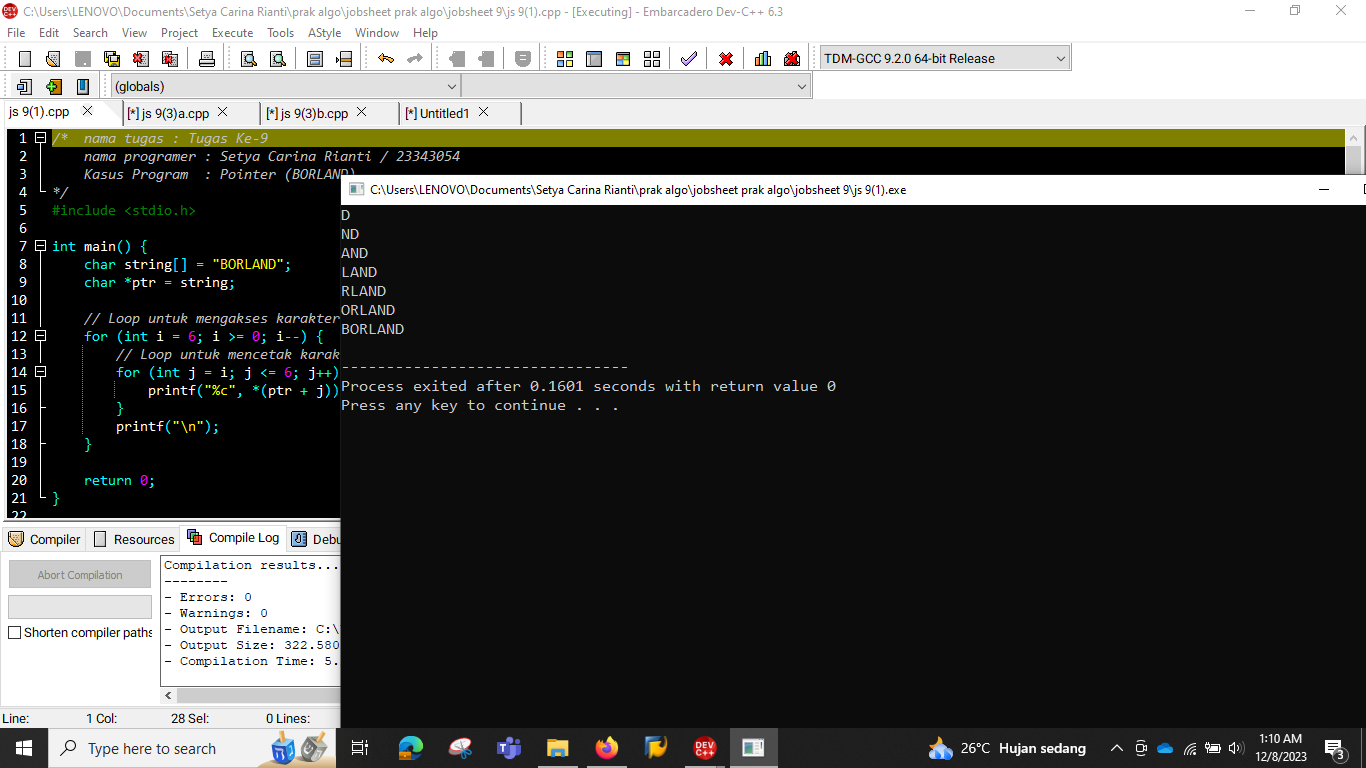 C:\Users\LENOVO\Documents\Setya Carina Rianti\prak algo\jobsheet prak algo\jobsheet 9\js 9(1).cpp - [Executing] - Embarcadero Dev-C++ 6.3
File Edit Search View Project Execute Tools AStyle Window Help
TDM-GCC 9.2.0 64-bit Release
(globals)
js 9(1).cpp [*] js 9(3)a.cpp [*] js 9(3)b.cpp [*] Untitled1
1 /* nama tugas : Tugas Ke-9
2 nama programer : Setya Carina Rianti / 23343054
3 Kasus Program : Pointer (BORLAND)
4 */
5 #include <stdio.h>
6
7 int main() {
8 char string[] = "BORLAND";
9 char *ptr = string;
10
11 // Loop untuk mengakses karakter
12 for (int i = 6; i >= 0; i--) {
13 // Loop untuk mencetak karak
14 for (int j = i; j <= 6; j++)
15 printf("%c", *(ptr + j))
16 }
17 printf("\n");
18 }
19
20 return 0;
21 }
22
C:\Users\LENOVO\Documents\Setya Carina Rianti\prak algo\jobsheet prak algo\jobsheet 9\js 9(1).exe
D
ND
AND
LAND
RLAND
ORLAND
BORLAND
--------------------------------
Process exited after 0.1601 seconds with return value 0
Press any key to continue . . .
Compiler Resources Compile Log Debu
Abort Compilation
Shorten compiler paths
Compilation results...
--------
- Errors: 0
- Warnings: 0
- Output Filename: C:\
- Output Size: 322.580
- Compilation Time: 5.
Line: 1 Col: 28 Sel: 0 Lines:
Type here to search
DEV C++
26°C Hujan sedang
1:10 AM
12/8/2023
3